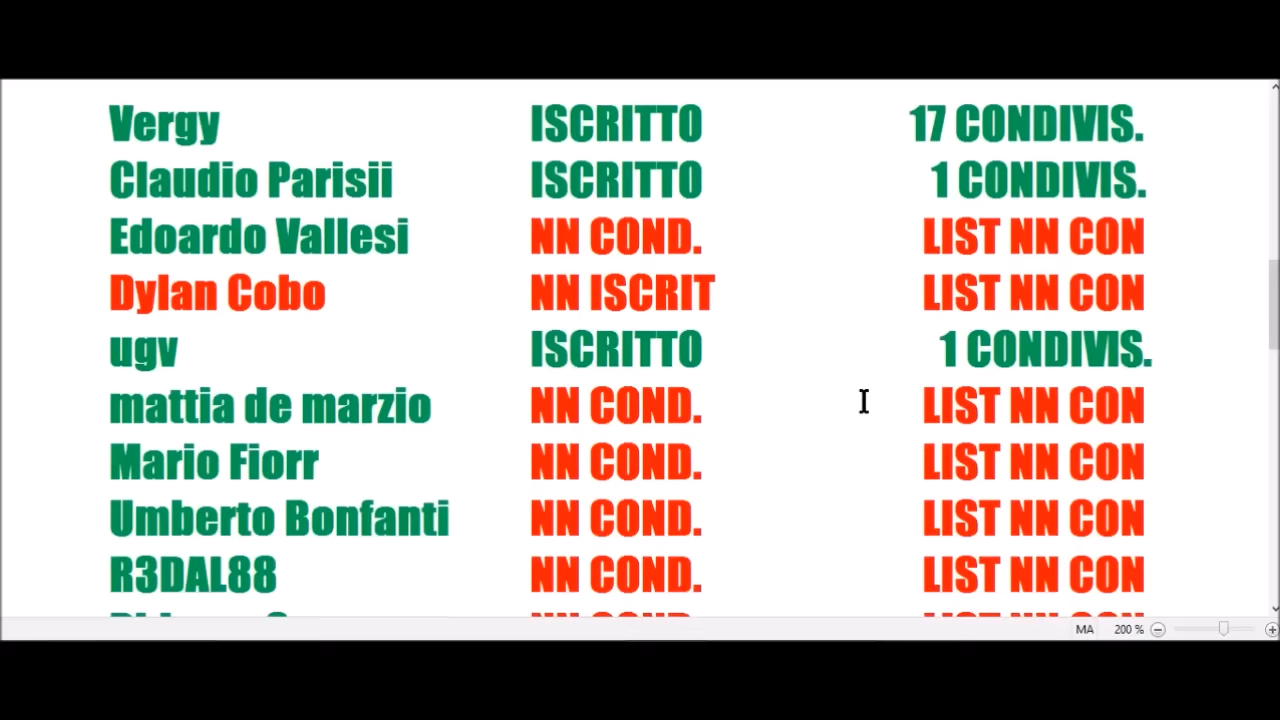 Vergy ISCRITTO 17 CONDIVIS.
Claudio Parisii ISCRITTO 1 CONDIVIS.
Edoardo Vallesi NN COND. LIST NN CON
Dylan Cobo NN ISCRIT LIST NN CON
ugv ISCRITTO 1 CONDIVIS.
mattia de marzio NN COND. LIST NN CON
Mario Fiorr NN COND. LIST NN CON
Umberto Bonfanti NN COND. LIST NN CON
R3DAL88 NN COND. LIST NN CON
MA 200 %